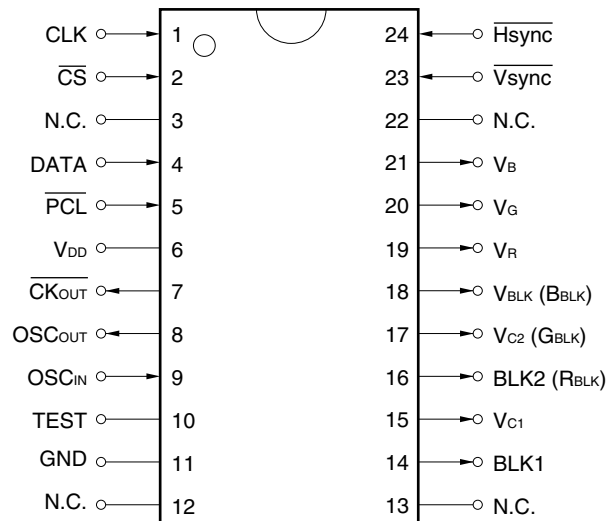 CLK 1 24 Hsync
CS 2 23 Vsync
N.C. 3 22 N.C.
DATA 4 21 VB
PCL 5 20 VG
VDD 6 19 VR
CKOUT 7 18 VBLK (BBLK)
OSCOUT 8 17 VC2 (GBLK)
OSCIN 9 16 BLK2 (RBLK)
TEST 10 15 VC1
GND 11 14 BLK1
N.C. 12 13 N.C.